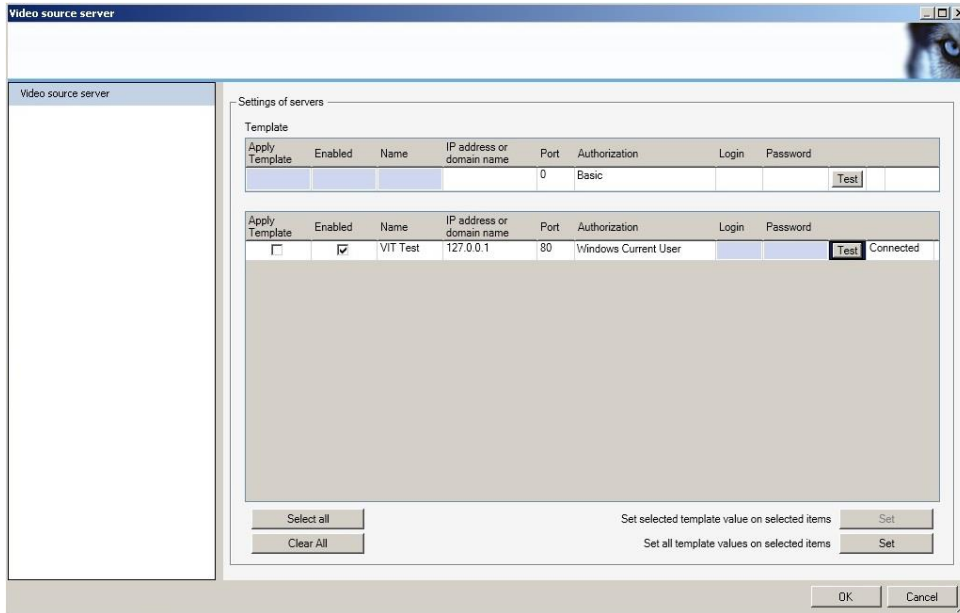 Video source server
Video source server
Settings of servers
Template
Apply Template Enabled Name IP address or domain name Port Authorization Login Password
0 Basic Test
Apply Template Enabled Name IP address or domain name Port Authorization Login Password
VIT Test 127.0.0.1 80 Windows Current User Test Connected
Select all Set selected template value on selected items Set
Clear All Set all template values on selected items Set
OK Cancel